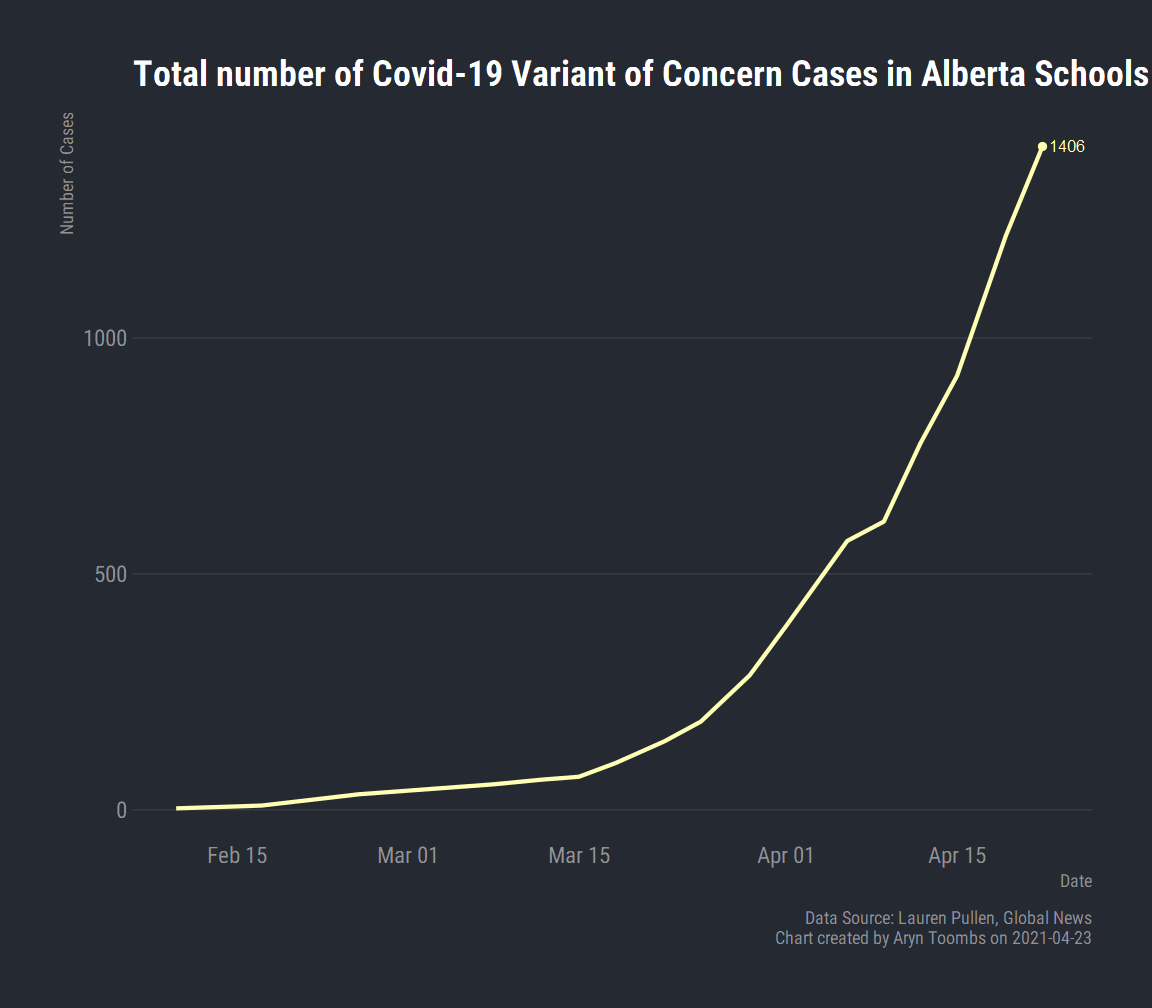 Total number of Covid-19 Variant of Concern Cases in Alberta Schools
Number of Cases
1406
1000
500
0
Feb 15
Mar 01
Mar 15
Apr 01
Apr 15
Date
Data Source: Lauren Pullen, Global News
Chart created by Aryn Toombs on 2021-04-23